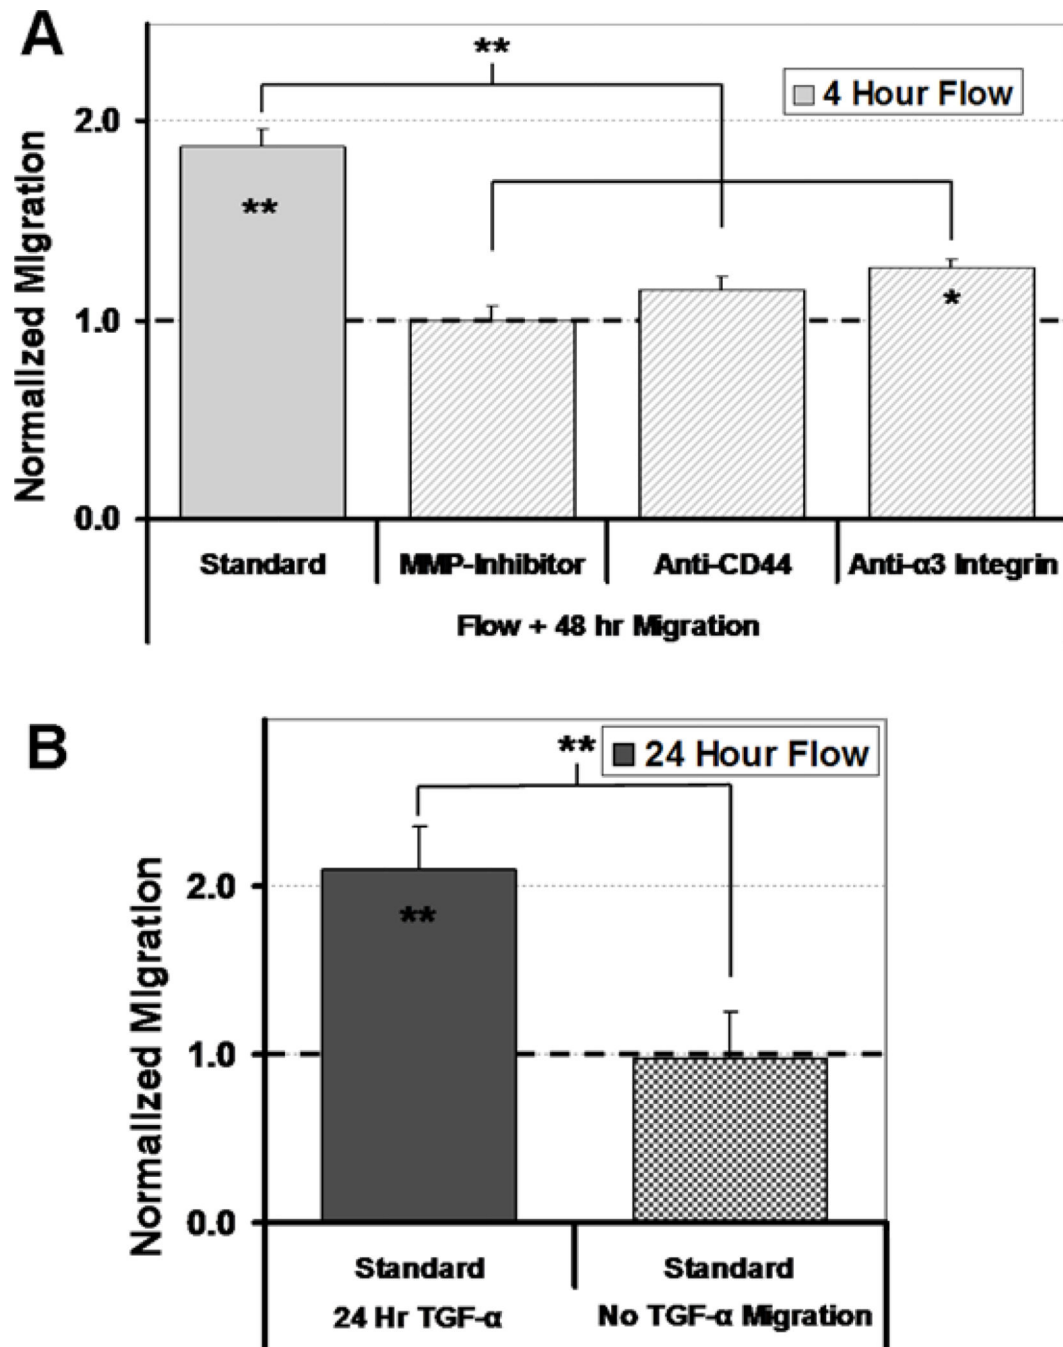 A
**
4 Hour Flow
2.0
**
*
1.0
0.0
Normalized Migration
Standard MMP-Inhibitor Anti-CD44 Anti-α3 Integrin
Flow + 48 hr Migration
B
**
24 Hour Flow
2.0
**
1.0
0.0
Normalized Migration
Standard Standard
24 Hr TGF-α No TGF-α Migration